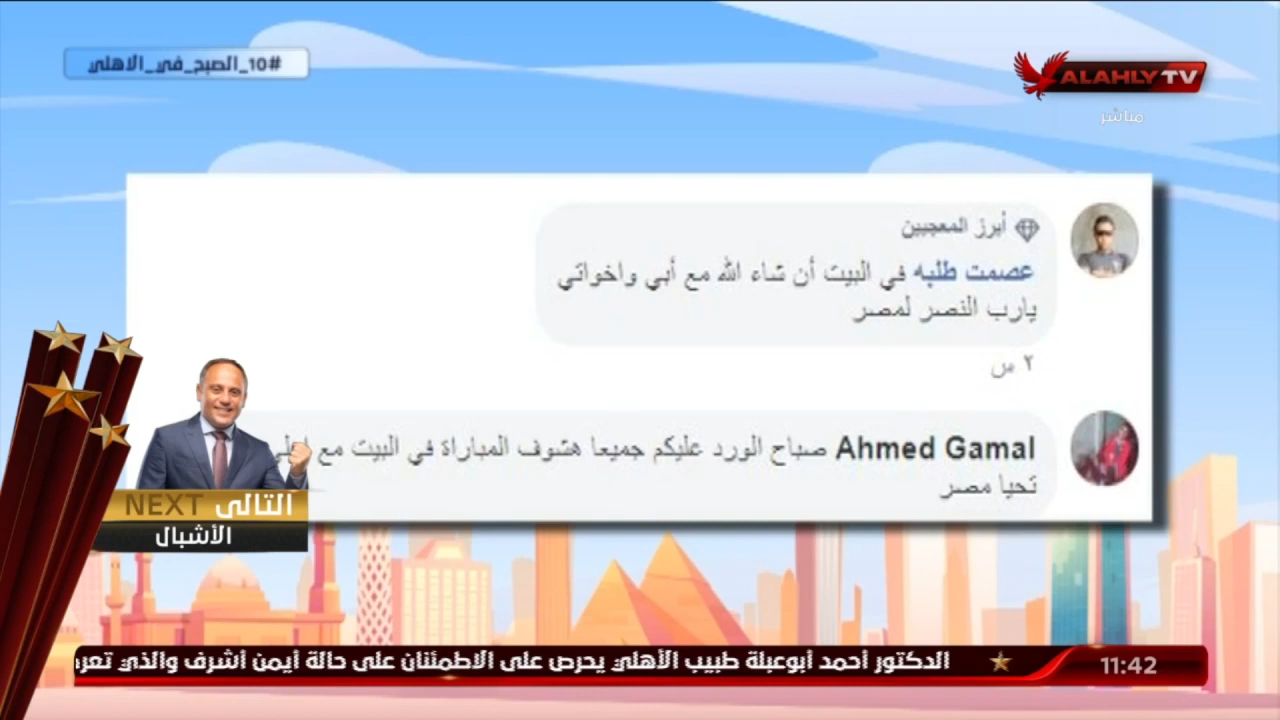 #10_الصبح_في_الاهلي
ALAHLY TV
مباشر
أبرز المعجبين
عصمت طلبه في البيت أن شاء الله مع أبي واخواتي
يارب النصر لمصر
٢ س
Ahmed Gamal صباح الورد عليكم جميعا هشوف المباراة في البيت مع
تحيا مصر
التالى NEXT
الأشبال
الدكتور أحمد أبوعبلة طبيب الأهلي يحرص على الاطمئنان على حالة أيمن أشرف والذي
11:42